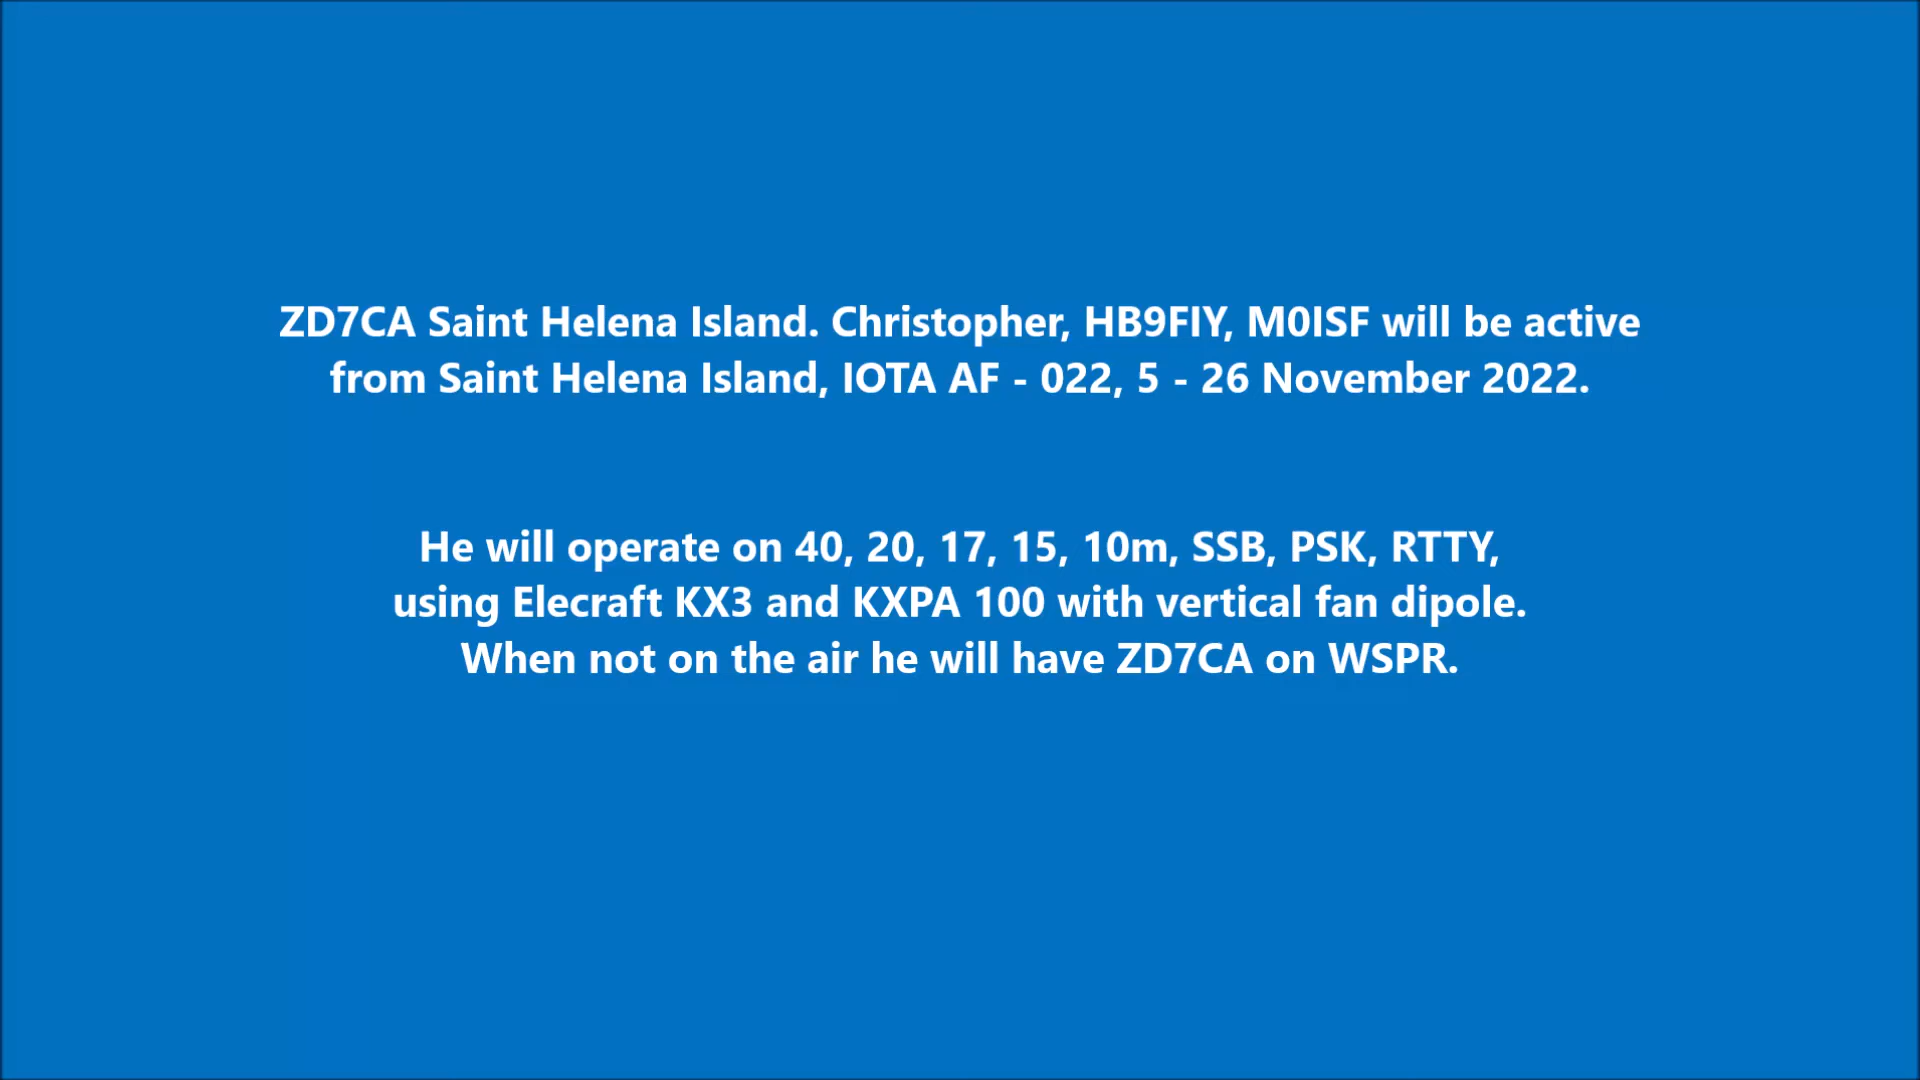 ZD7CA Saint Helena Island. Christopher, HB9FIY, M0ISF will be active
from Saint Helena Island, IOTA AF - 022, 5 - 26 November 2022.
He will operate on 40, 20, 17, 15, 10m, SSB, PSK, RTTY,
using Elecraft KX3 and KXPA 100 with vertical fan dipole.
When not on the air he will have ZD7CA on WSPR.